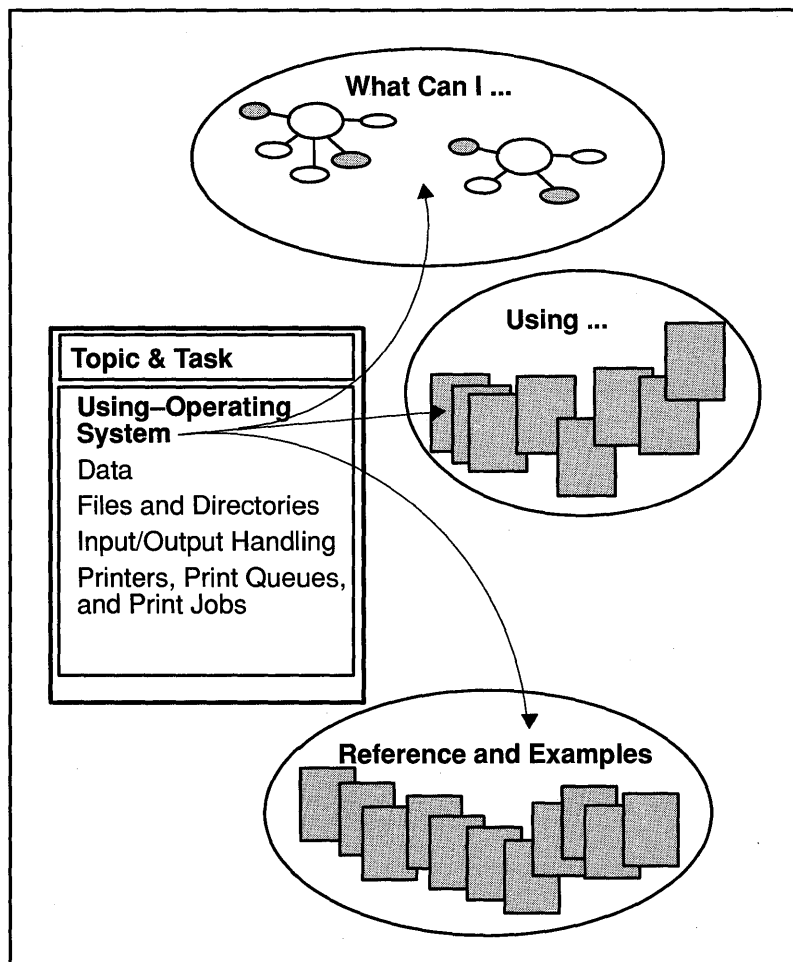 What Can I ...
Using ...
Topic & Task
Using–Operating
System
Data
Files and Directories
Input/Output Handling
Printers, Print Queues,
and Print Jobs
Reference and Examples